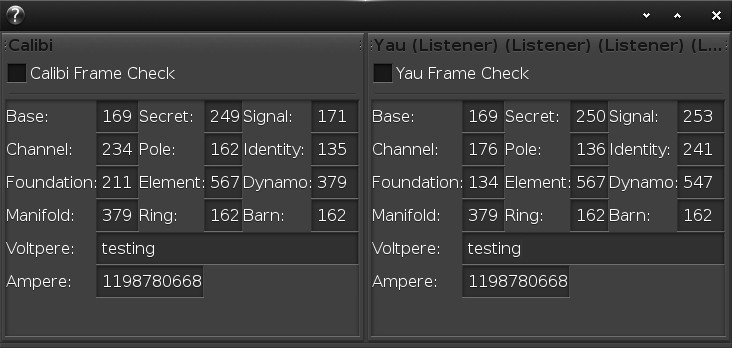 ?
Calibi
Calibi Frame Check
Base: 169 Secret: 249 Signal: 171
Channel: 234 Pole: 162 Identity: 135
Foundation: 211 Element: 567 Dynamo: 379
Manifold: 379 Ring: 162 Barn: 162
Voltpere: testing
Ampere: 1198780668
Yau (Listener) (Listener) (Listener) (L...
Yau Frame Check
Base: 169 Secret: 250 Signal: 253
Channel: 176 Pole: 136 Identity: 241
Foundation: 134 Element: 567 Dynamo: 547
Manifold: 379 Ring: 162 Barn: 162
Voltpere: testing
Ampere: 1198780668